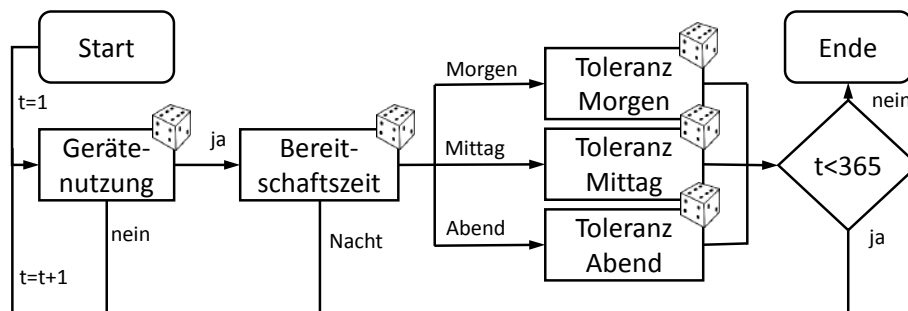 Start
t=1
Geräte-
nutzung
ja
nein
t=t+1
Bereit-
schaftszeit
Nacht
Morgen
Mittag
Abend
Toleranz
Morgen
Toleranz
Mittag
Toleranz
Abend
Ende
nein
t<365
ja